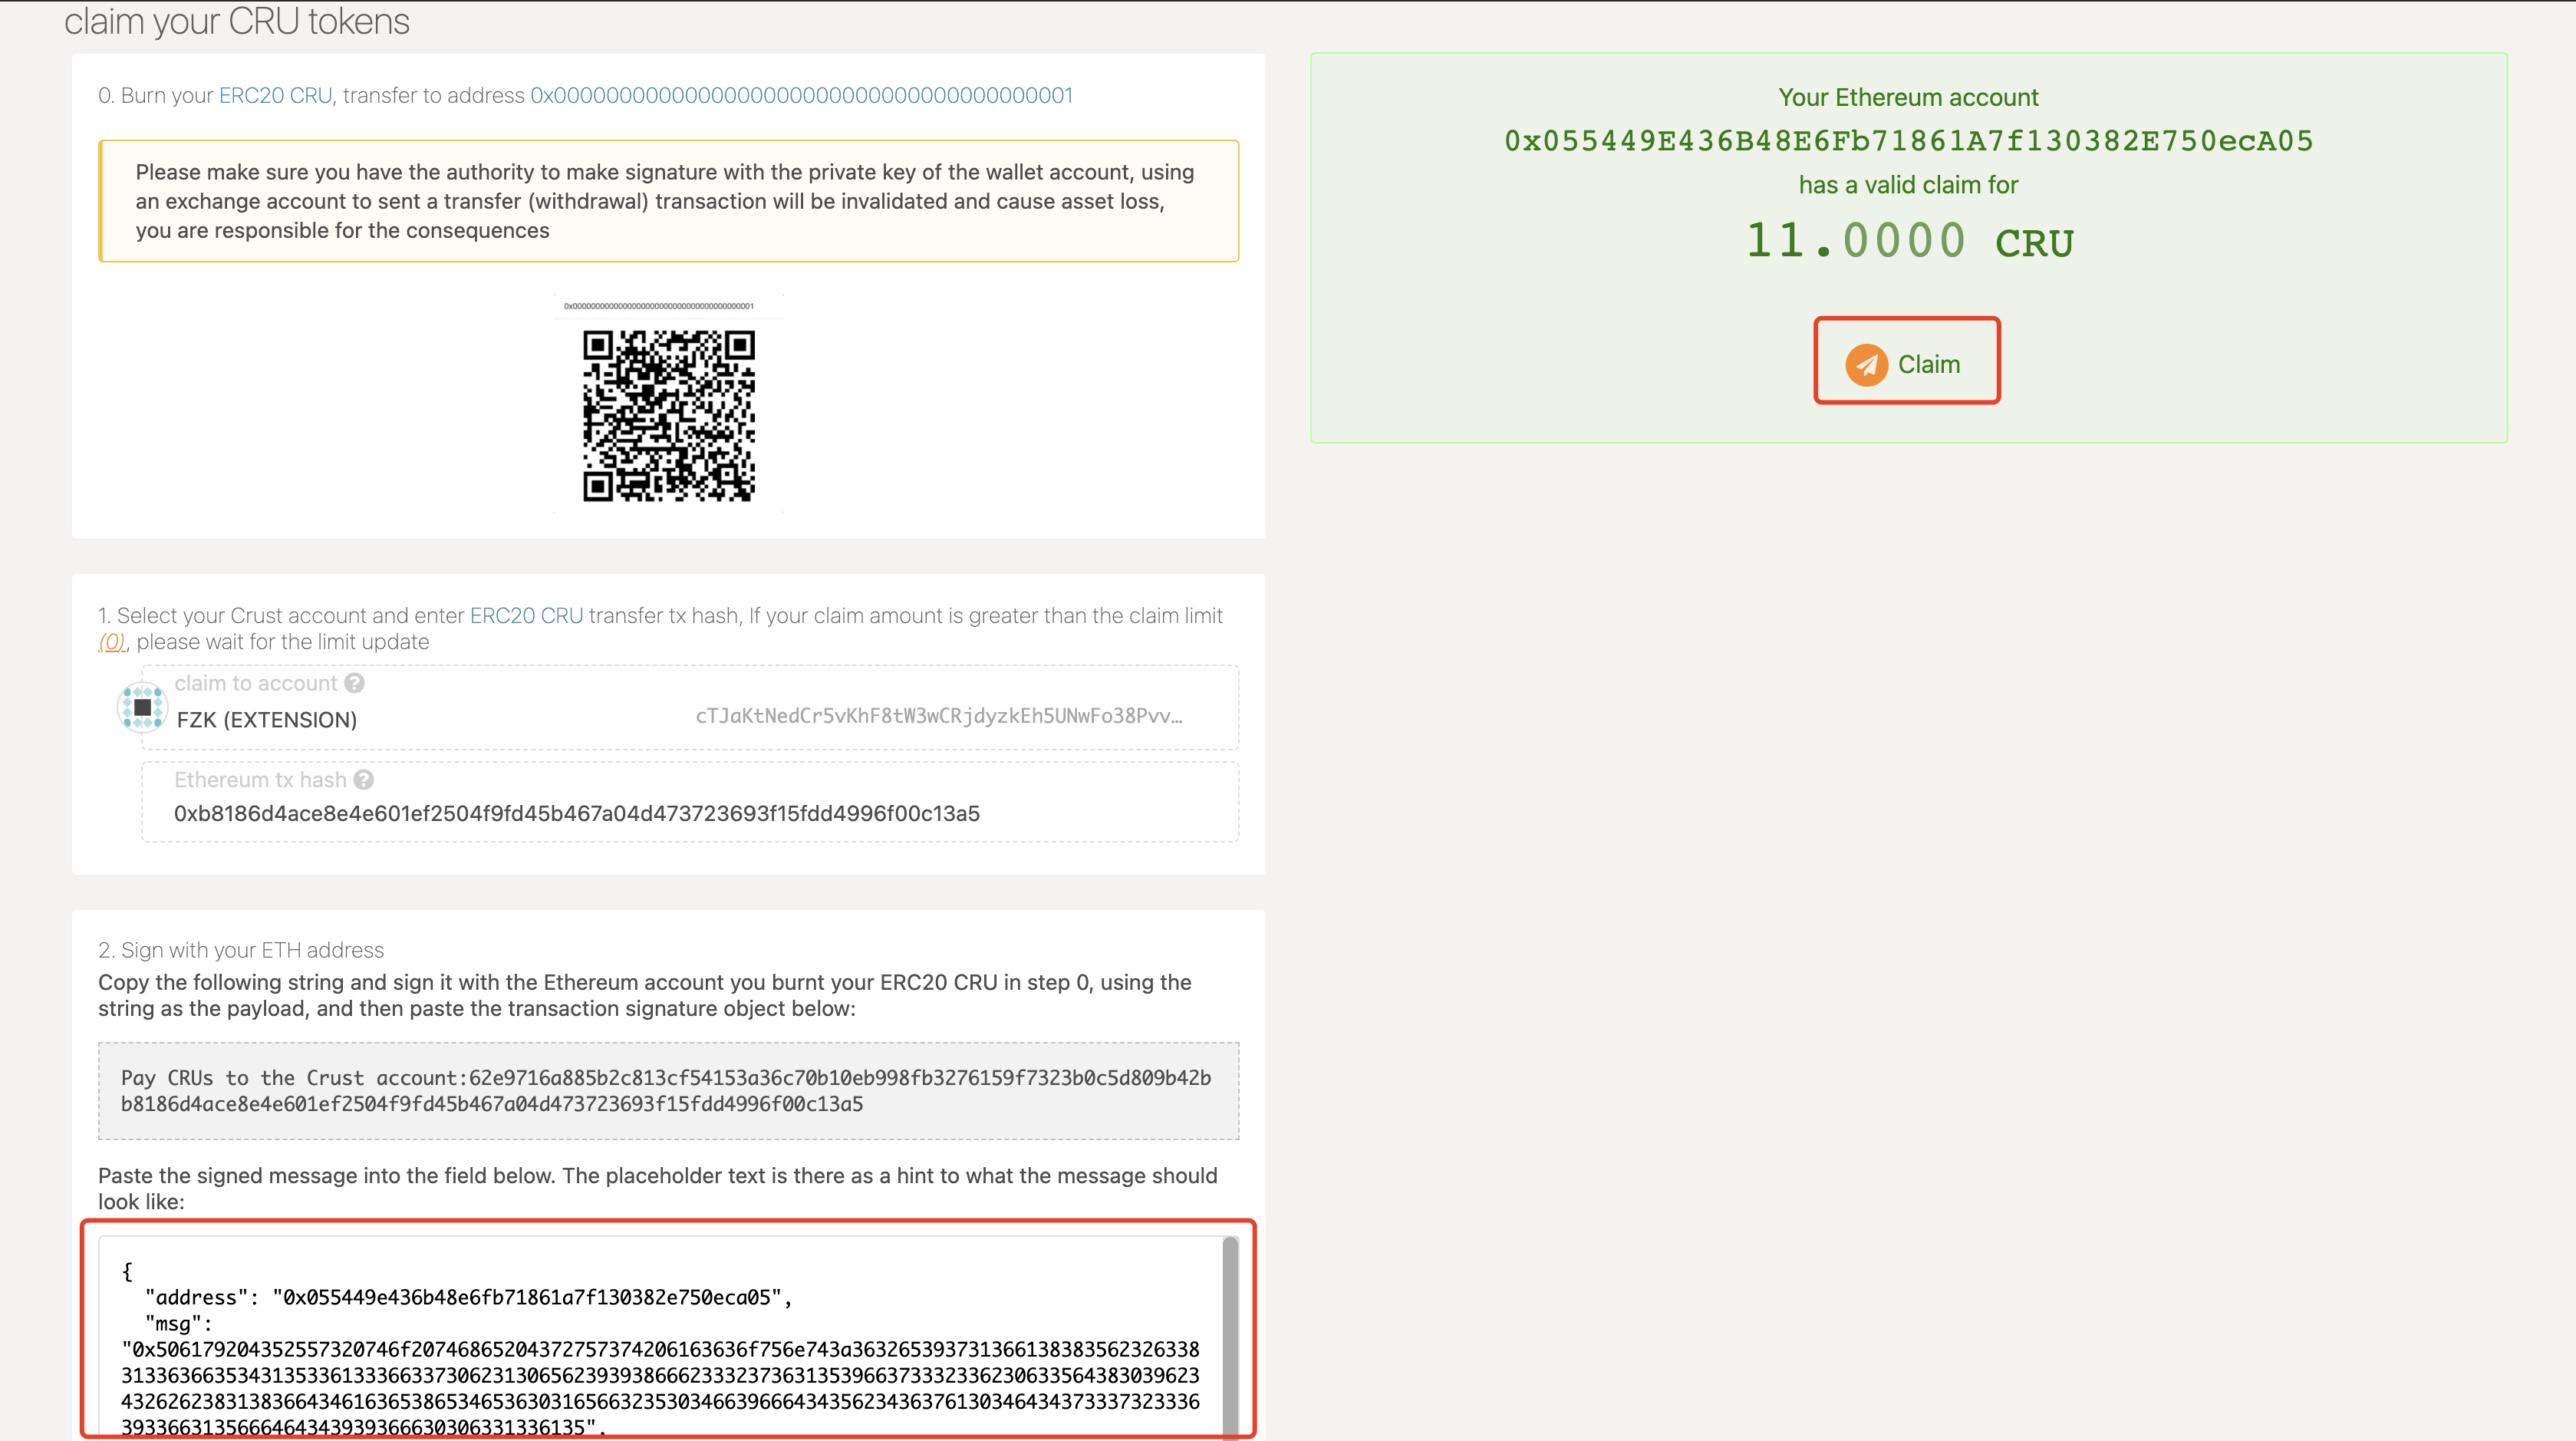 claim your CRU tokens
0. Burn your ERC20 CRU, transfer to address 0x0000000000000000000000000000000000000001
Please make sure you have the authority to make signature with the private key of the wallet account, using
an exchange account to sent a transfer (withdrawal) transaction will be invalidated and cause asset loss,
you are responsible for the consequences
0x0000000000000000000000000000000000000001
1. Select your Crust account and enter ERC20 CRU transfer tx hash, If your claim amount is greater than the claim limit
(0), please wait for the limit update
claim to account
FZK (EXTENSION) cTJaKtNedCr5vKhF8tW3wCRjdyzkEh5UNwFo38Pvv…
Ethereum tx hash
0xb8186d4ace8e4e601ef2504f9fd45b467a04d473723693f15fdd4996f00c13a5
2. Sign with your ETH address
Copy the following string and sign it with the Ethereum account you burnt your ERC20 CRU in step 0, using the
string as the payload, and then paste the transaction signature object below:
Pay CRUs to the Crust account:62e9716a885b2c813cf54153a36c70b10eb998fb3276159f7323b0c5d809b42b
b8186d4ace8e4e601ef2504f9fd45b467a04d473723693f15fdd4996f00c13a5
Paste the signed message into the field below. The placeholder text is there as a hint to what the message should
look like:
{
"address": "0x055449e436b48e6fb71861a7f130382e750eca05",
"msg":
"0x50617920435255732 0746f20746865204372757374206163636f756e743a363265393731366138383562326338
3133636635343135336133366337306231306562393938666233323736313539663733323362306335643830396234
3262623831383664346163653865346536303165663235303466396664343562343637613034643437333732333639
3366313566646434393936663030633133613 5",
Your Ethereum account
0x055449E436B48E6Fb71861A7f130382E750ecA05
has a valid claim for
11.0000 CRU
Claim